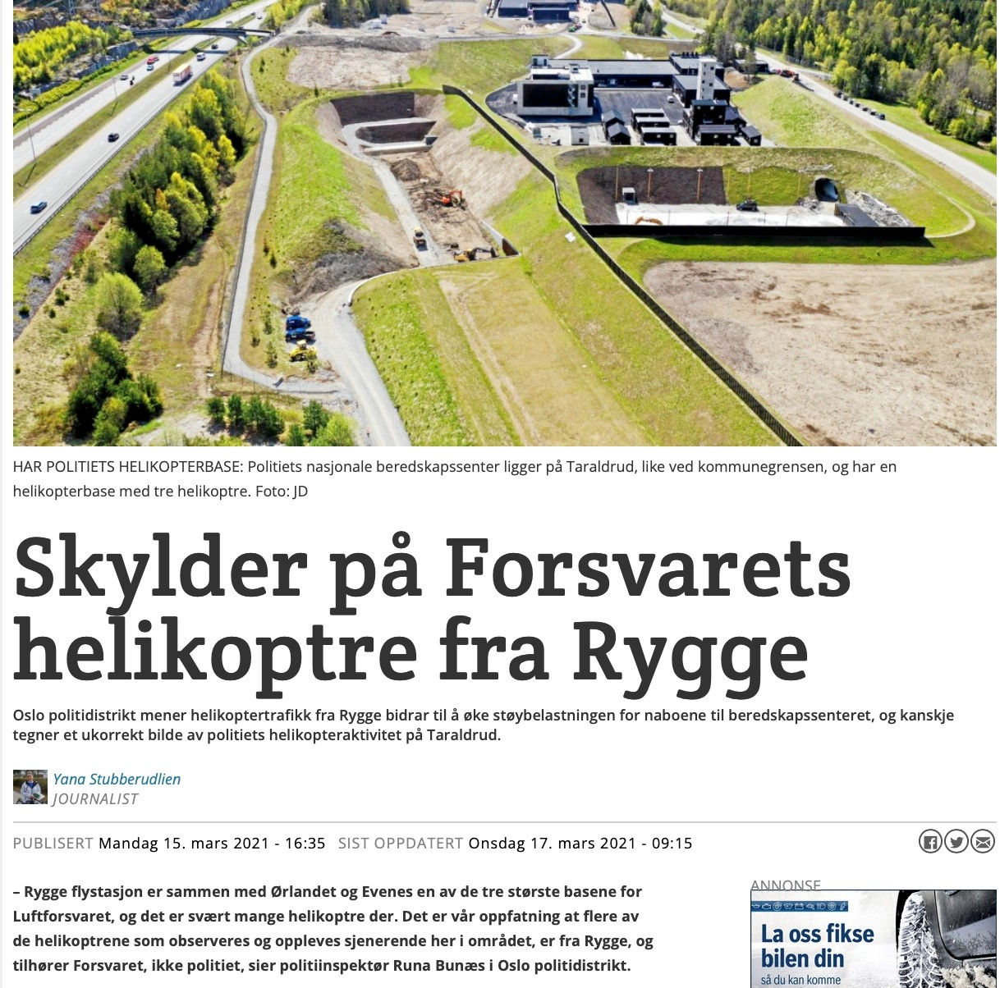 HAR POLITIETS HELIKOPTERBASE: Politiets nasjonale beredskapssenter ligger på Taraldrud, like ved kommunegrensen, og har en
helikopterbase med tre helikoptre. Foto: JD
Skylder på Forsvarets
helikoptre fra Rygge
Oslo politidistrikt mener helikoptertrafikk fra Rygge bidrar til å øke støybelastningen for naboene til beredskapssenteret, og kanskje
tegner et ukorrekt bilde av politiets helikopteraktivitet på Taraldrud.
Yana Stubberudlien
JOURNALIST
PUBLISERT Mandag 15. mars 2021 - 16:35 SIST OPPDATERT Onsdag 17. mars 2021 - 09:15
– Rygge flystasjon er sammen med Ørlandet og Evenes en av de tre største basene for
Luftforsvaret, og det er svært mange helikoptre der. Det er vår oppfatning at flere av
de helikoptrene som observeres og oppleves sjenerende her i området, er fra Rygge, og
tilhører Forsvaret, ikke politiet, sier politiinspektør Runa Bunæs i Oslo politidistrikt.
ANNONSE
La oss fikse
bilen din
så du kan komme